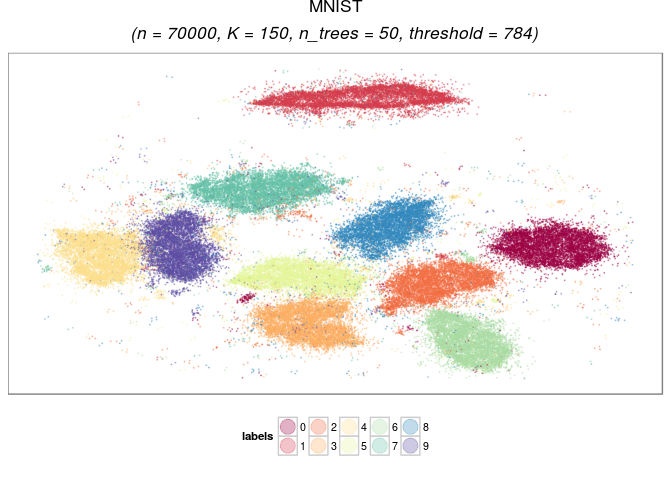 MNIST
(n = 70000, K = 150, n_trees = 50, threshold = 784)
labels
0 2 4 6 8
1 3 5 7 9